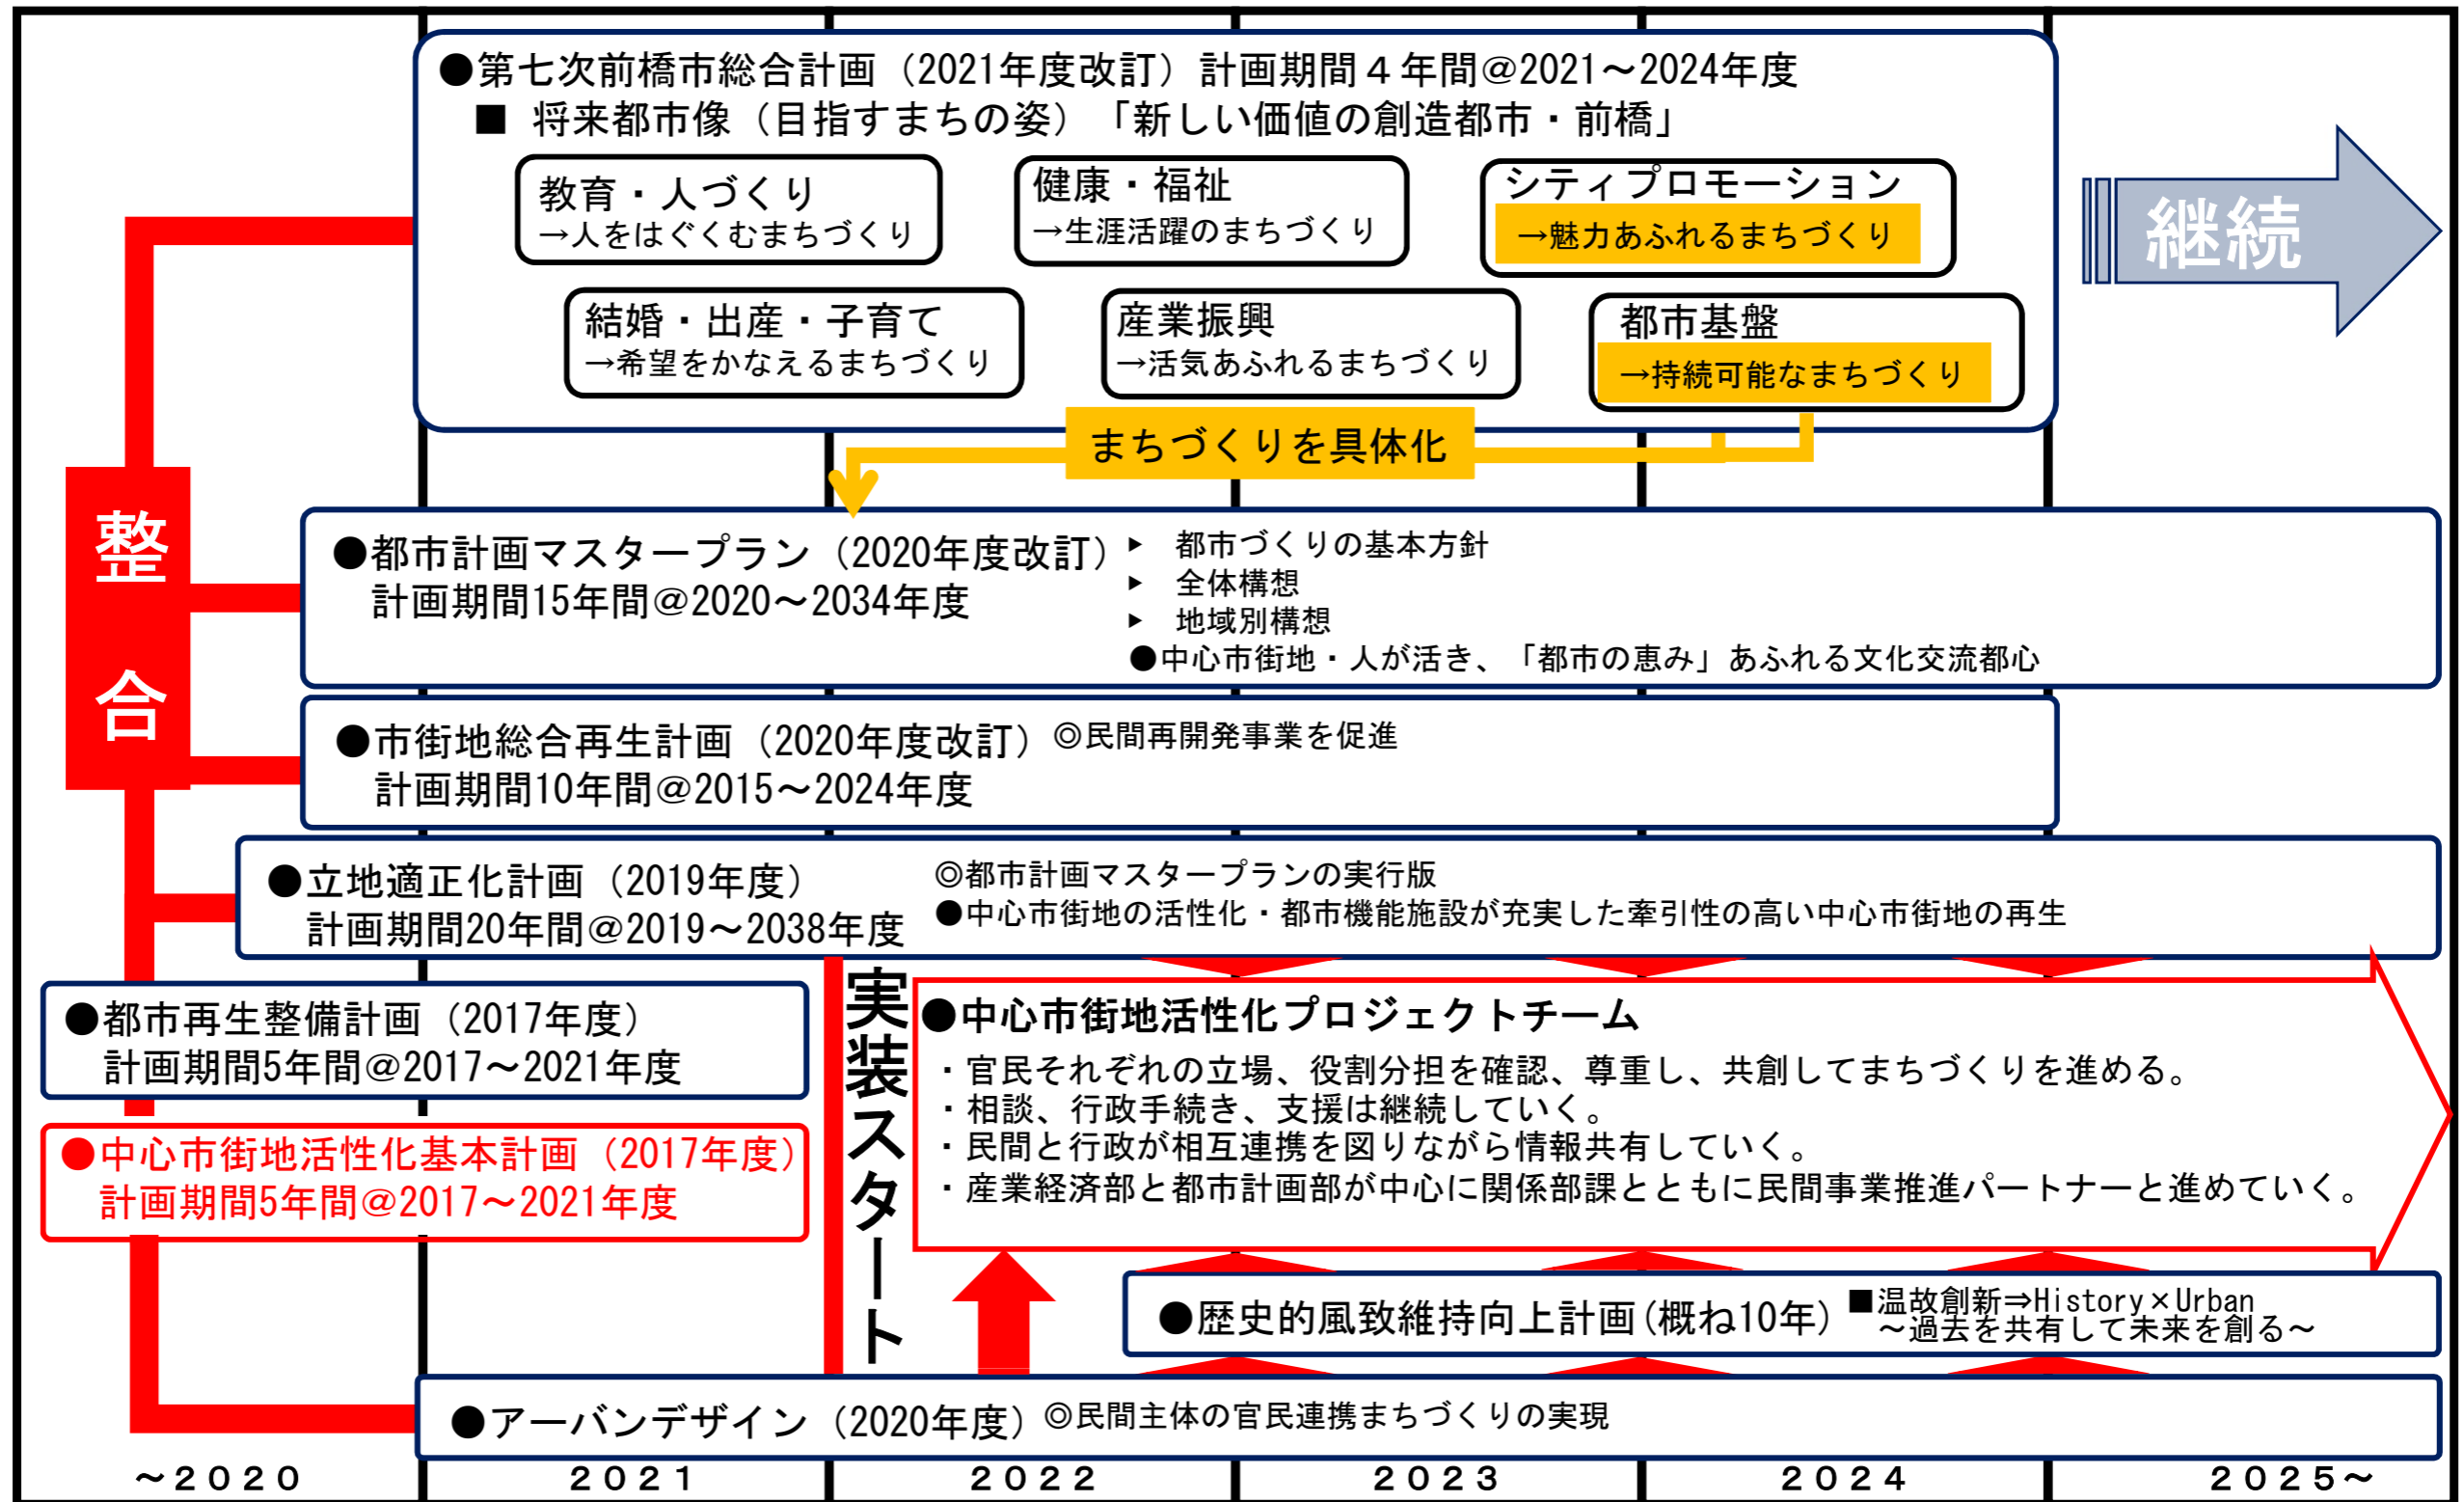 ●第七次前橋市総合計画（2021年度改訂）計画期間４年間@2021～2024年度
■ 将来都市像（目指すまちの姿）「新しい価値の創造都市・前橋」
教育・人づくり
→人をはぐくむまちづくり
健康・福祉
→生涯活躍のまちづくり
シティプロモーション
→魅力あふれるまちづくり
結婚・出産・子育て
→希望をかなえるまちづくり
産業振興
→活気あふれるまちづくり
都市基盤
→持続可能なまちづくり
継続
まちづくりを具体化
整合
●都市計画マスタープラン（2020年度改訂）
計画期間15年間@2020～2034年度
▶ 都市づくりの基本方針
▶ 全体構想
▶ 地域別構想
●中心市街地・人が活き、「都市の恵み」あふれる文化交流都心
●市街地総合再生計画（2020年度改訂）◎民間再開発事業を促進
計画期間10年間@2015～2024年度
●立地適正化計画（2019年度）
計画期間20年間@2019～2038年度
◎都市計画マスタープランの実行版
●中心市街地の活性化・都市機能施設が充実した牽引性の高い中心市街地の再生
●都市再生整備計画（2017年度）
計画期間5年間@2017～2021年度
●中心市街地活性化基本計画（2017年度）
計画期間5年間@2017～2021年度
実装スタート
●中心市街地活性化プロジェクトチーム
・官民それぞれの立場、役割分担を確認、尊重し、共創してまちづくりを進める。
・相談、行政手続き、支援は継続していく。
・民間と行政が相互連携を図りながら情報共有していく。
・産業経済部と都市計画部が中心に関係部課とともに民間事業推進パートナーと進めていく。
●歴史的風致維持向上計画(概ね10年)
■温故創新⇒History×Urban
～過去を共有して未来を創る～
●アーバンデザイン（2020年度）◎民間主体の官民連携まちづくりの実現
～２０２０
２０２１
２０２２
２０２３
２０２４
２０２５～